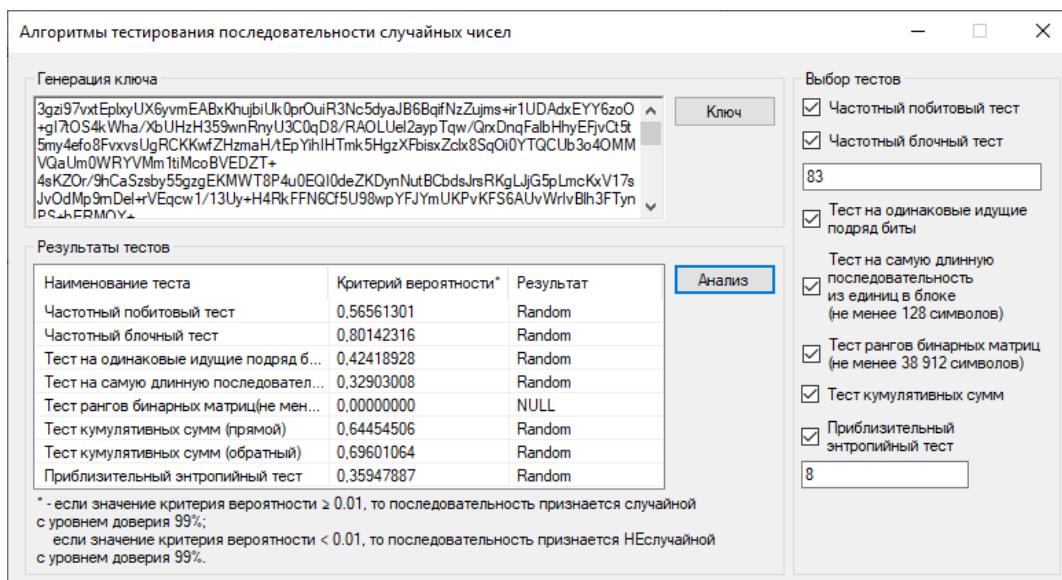 Алгоритмы тестирования последовательности случайных чисел
Генерация ключа
3gzi97vxtEplxyUX6yvmEABxKhujbiUk0prOuiR3Nc5dyaJB6BqifNzZujms+ir1UDAdxEYY6zoO
+gI7tOS4kWha/XbUHzH359wnRnyU3C0qD8/RAOLUel2aypTqw/QrxDnqFalbHhyEFjvCt5t
5my4efo8FvxvsUgRCKKwfZHzmaH/tEpYihIHTmk5HgzXFbisxZclx8SqOi0YTQCUb3o4OMM
VQaUm0WRYVMm1tiMcoBVEDZT+
4sKZOr/9hCaSzsby55gzgEKMWT8P4u0EQI0deZKDynNutBCbdsJrsRKgLJjG5pLmcKxV17s
JvOdMp9mDel+rVEqcw1/13Uy+H4RkFFN6Cf5U98wpYFJYmUKPvKFS6AUvWrIvBlh3FTyn
PS+hERMOY+
Ключ
Результаты тестов
Наименование теста Критерий вероятности* Результат
Частотный побитовый тест 0,56561301 Random
Частотный блочный тест 0,80142316 Random
Тест на одинаковые идущие подряд б... 0,42418928 Random
Тест на самую длинную последовател... 0,32903008 Random
Тест рангов бинарных матриц(не мен... 0,00000000 NULL
Тест кумулятивных сумм (прямой) 0,64454506 Random
Тест кумулятивных сумм (обратный) 0,69601064 Random
Приблизительный энтропийный тест 0,35947887 Random
Анализ
* - если значение критерия вероятности ≥ 0.01, то последовательность признается случайной
с уровнем доверия 99%;
если значение критерия вероятности < 0.01, то последовательность признается НЕслучайной
с уровнем доверия 99%.
Выбор тестов
Частотный побитовый тест
Частотный блочный тест
83
Тест на одинаковые идущие
подряд биты
Тест на самую длинную
последовательность
из единиц в блоке
(не менее 128 символов)
Тест рангов бинарных матриц
(не менее 38 912 символов)
Тест кумулятивных сумм
Приблизительный
энтропийный тест
8